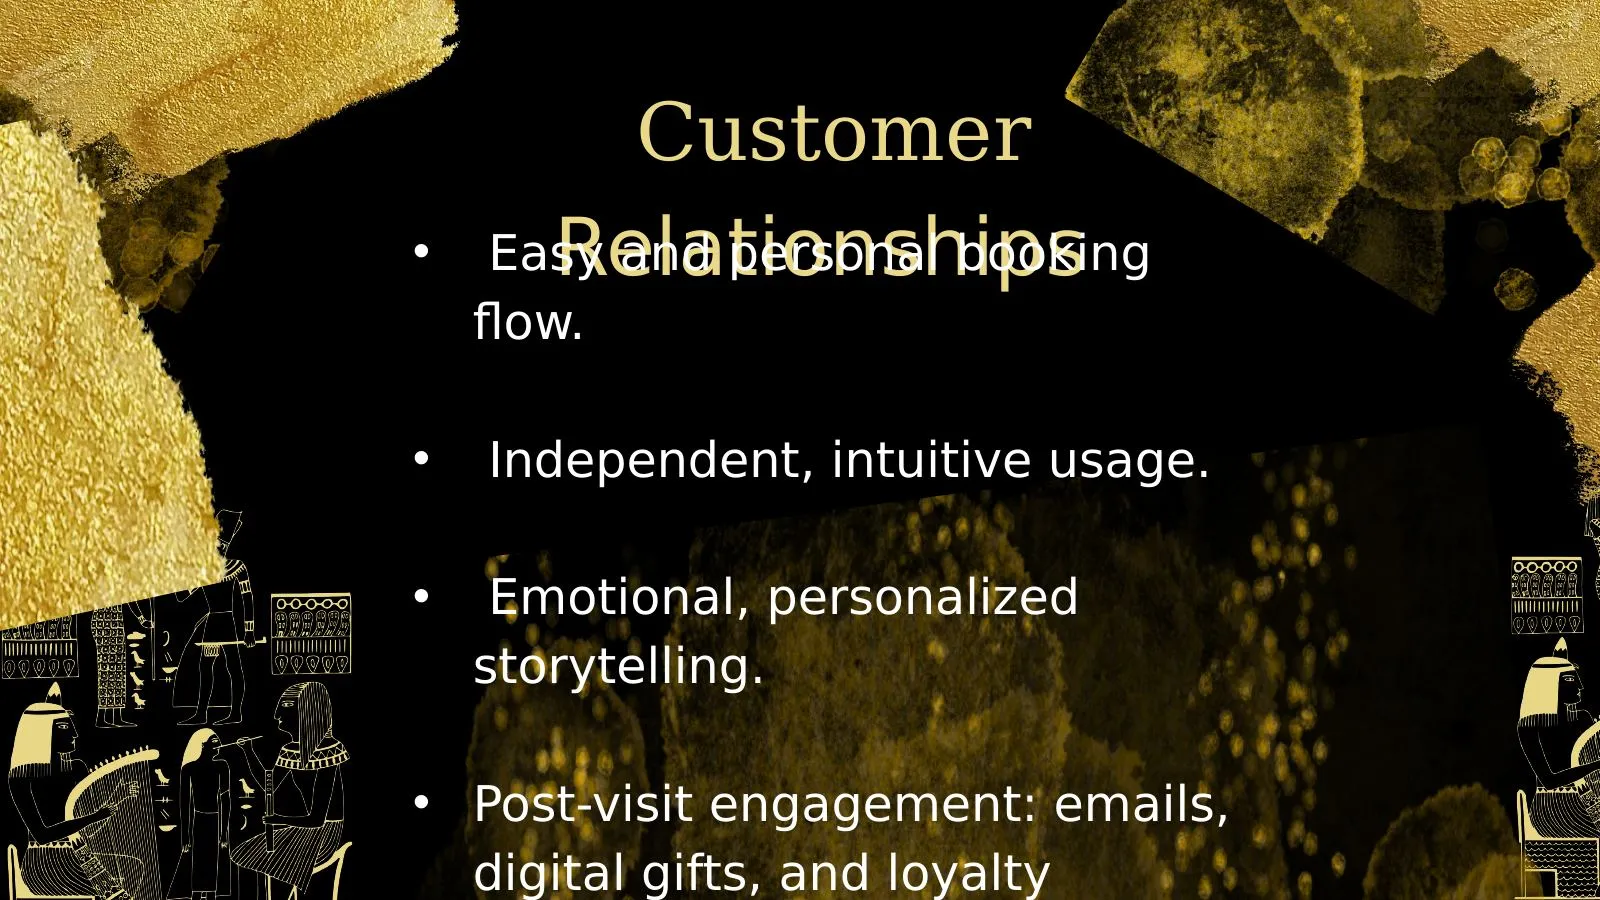 Customer
Relationships
• Easy and personal booking
flow.
• Independent, intuitive usage.
• Emotional, personalized
storytelling.
• Post-visit engagement: emails,
digital gifts, and loyalty